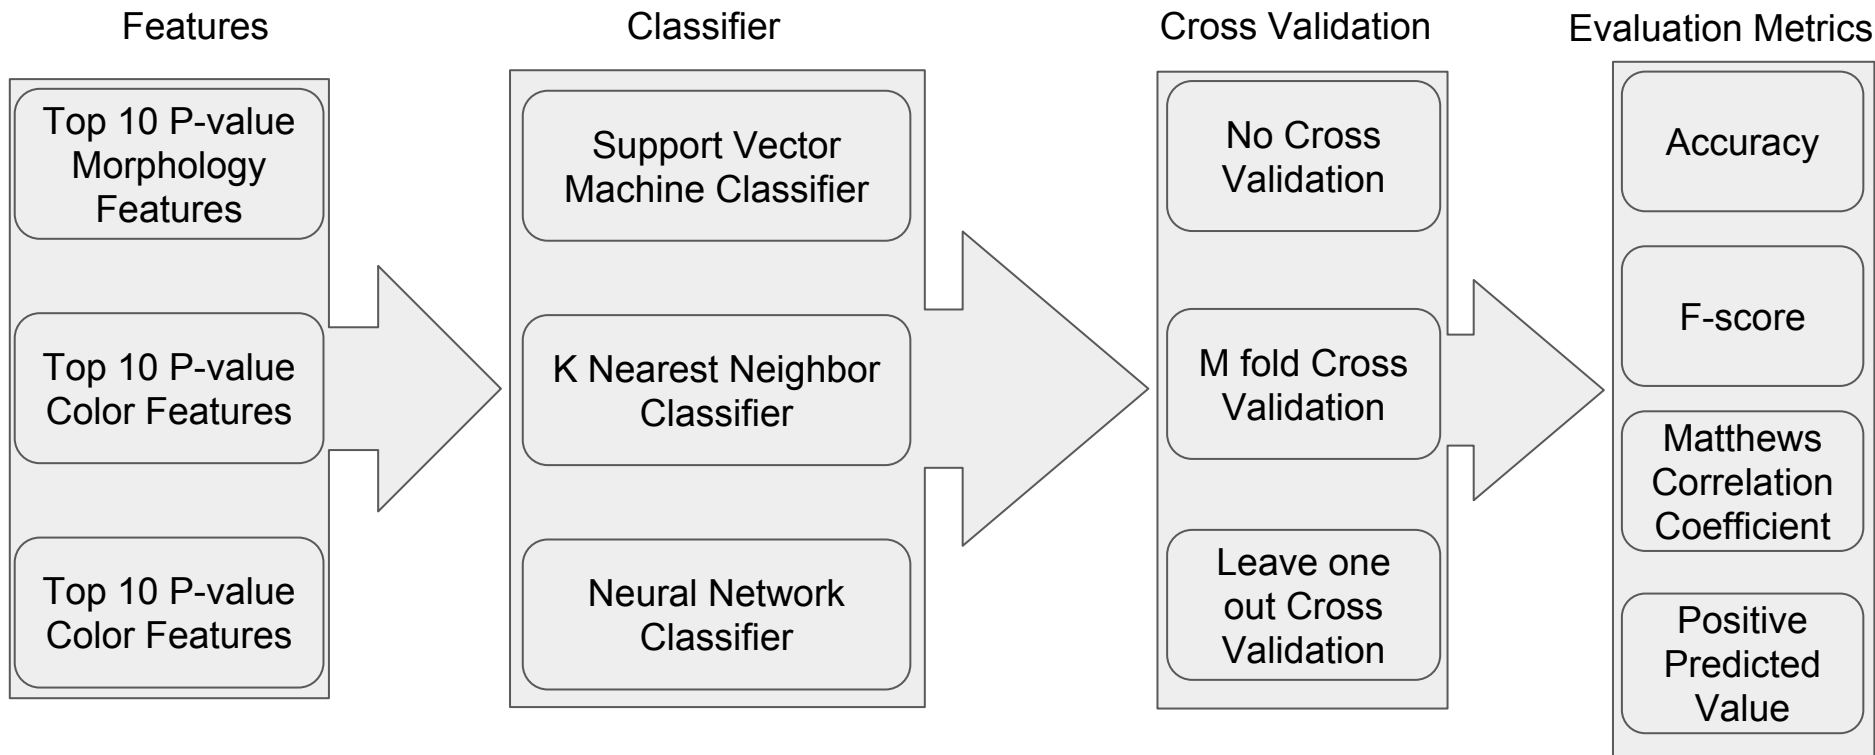 Features
Top 10 P-value
Morphology
Features
Top 10 P-value
Color Features
Top 10 P-value
Color Features
Classifier
Support Vector
Machine Classifier
K Nearest Neighbor
Classifier
Neural Network
Classifier
Cross Validation
No Cross
Validation
M fold Cross
Validation
Leave one
out Cross
Validation
Evaluation Metrics
Accuracy
F-score
Matthews
Correlation
Coefficient
Positive
Predicted
Value